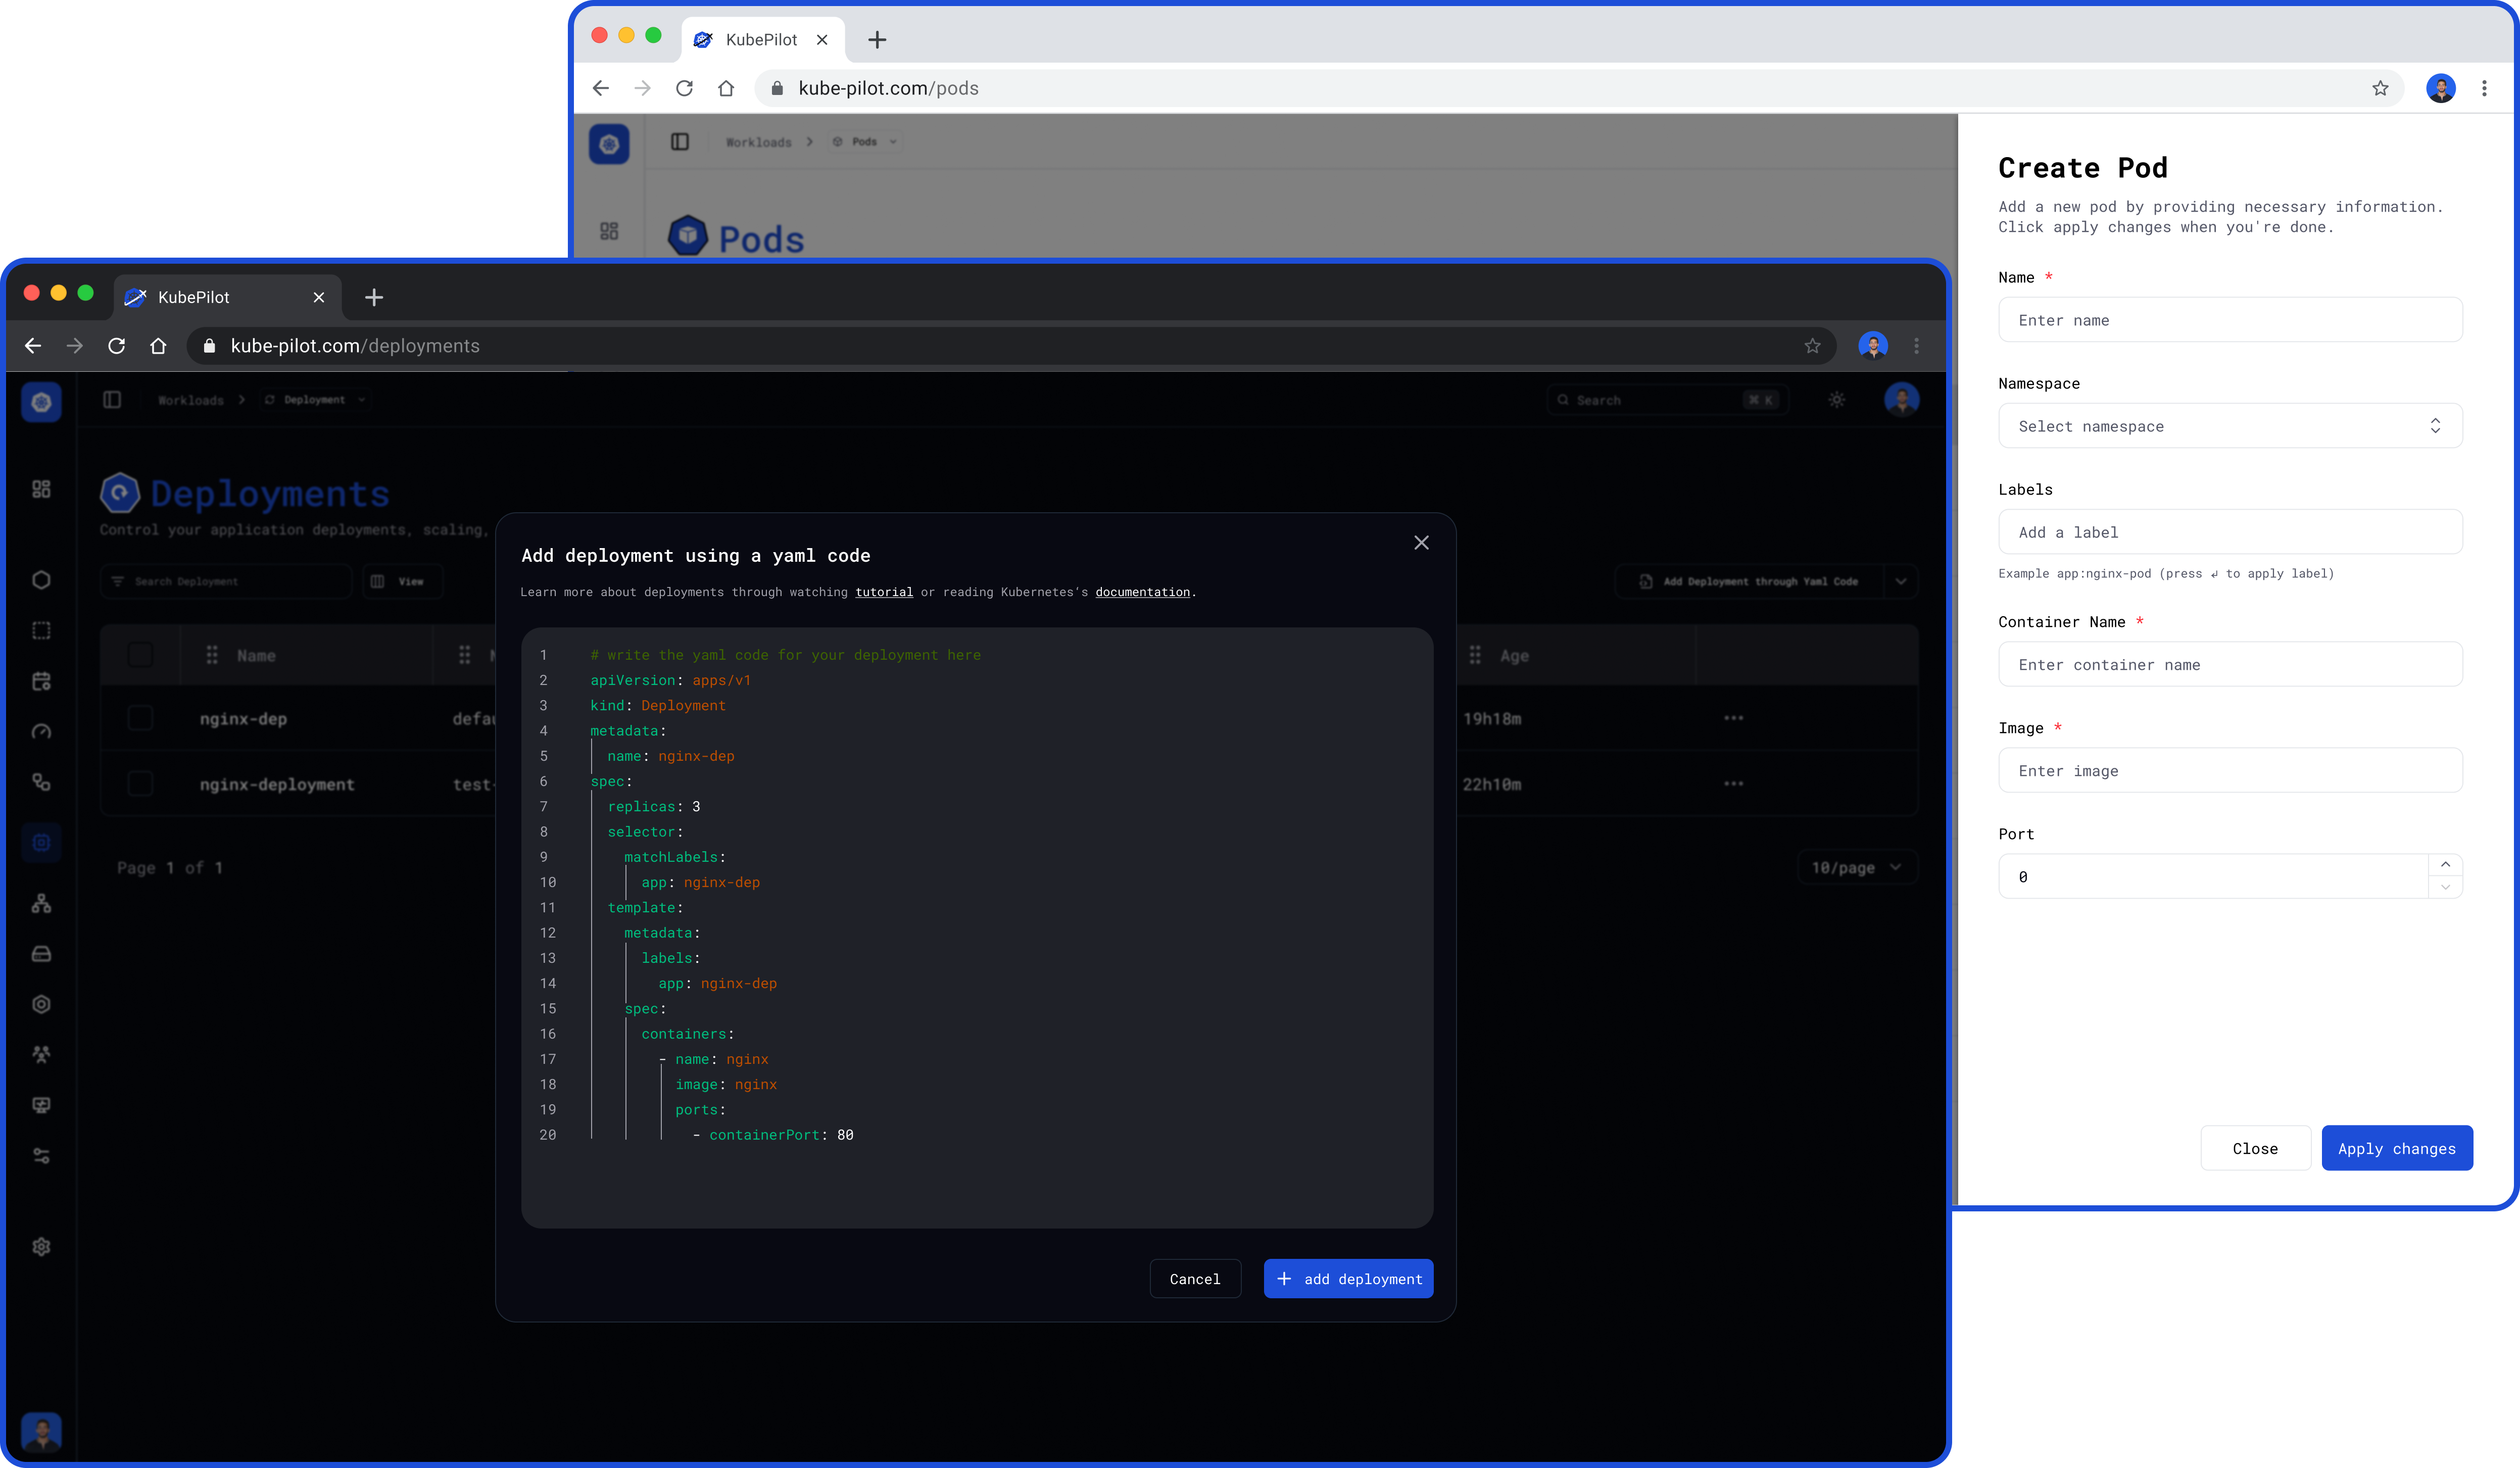 KubePilot
kube-pilot.com/pods
Workloads
Pods
Pods
Create Pod
Add a new pod by providing necessary information.
Click apply changes when you're done.
Name *
Enter name
Namespace
Select namespace
Labels
Add a label
Example app:nginx-pod (press ↲ to apply label)
Container Name *
Enter container name
Image *
Enter image
Port
0
Close
Apply changes
KubePilot
kube-pilot.com/deployments
Workloads
Deployment
Search
⌘ K
Deployments
Control your application deployments, scaling,
Search Deployment
View
Add Deployment through Yaml Code
Name
Age
nginx-dep
defau
19h18m
nginx-deployment
test-
22h10m
Page 1 of 1
10/page
Add deployment using a yaml code
Learn more about deployments through watching tutorial or reading Kubernetes’s documentation.
1 # write the yaml code for your deployment here
2 apiVersion: apps/v1
3 kind: Deployment
4 metadata:
5 name: nginx-dep
6 spec:
7 replicas: 3
8 selector:
9 matchLabels:
10 app: nginx-dep
11 template:
12 metadata:
13 labels:
14 app: nginx-dep
15 spec:
16 containers:
17 - name: nginx
18 image: nginx
19 ports:
20 - containerPort: 80
Cancel
+ add deployment